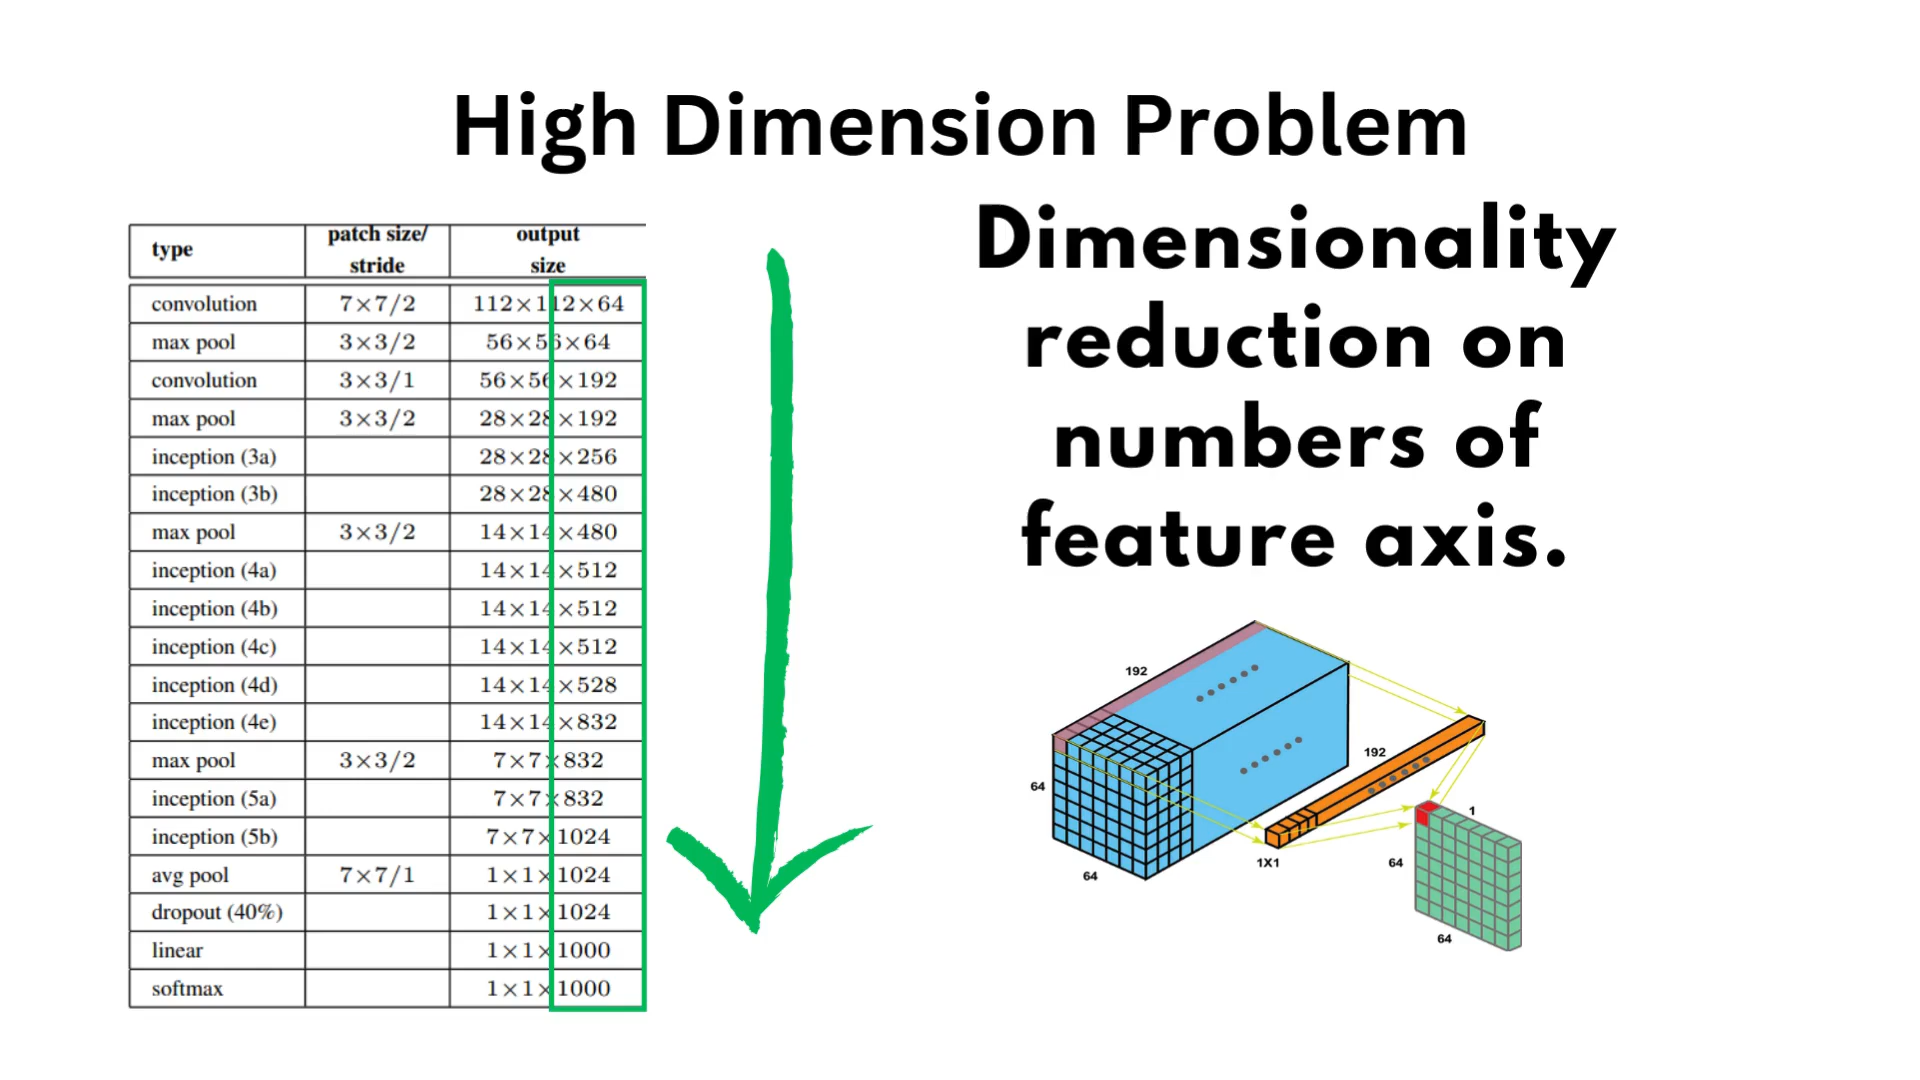 High Dimension Problem
type patch size/ stride output size
convolution 7×7/2 112×112×64
max pool 3×3/2 56×56×64
convolution 3×3/1 56×56×192
max pool 3×3/2 28×28×192
inception (3a) 28×28×256
inception (3b) 28×28×480
max pool 3×3/2 14×14×480
inception (4a) 14×14×512
inception (4b) 14×14×512
inception (4c) 14×14×512
inception (4d) 14×14×528
inception (4e) 14×14×832
max pool 3×3/2 7×7×832
inception (5a) 7×7×832
inception (5b) 7×7×1024
avg pool 7×7/1 1×1×1024
dropout (40%) 1×1×1024
linear 1×1×1000
softmax 1×1×1000
Dimensionality
reduction on
numbers of
feature axis.
192
64
64
192
1X1
1
64
64